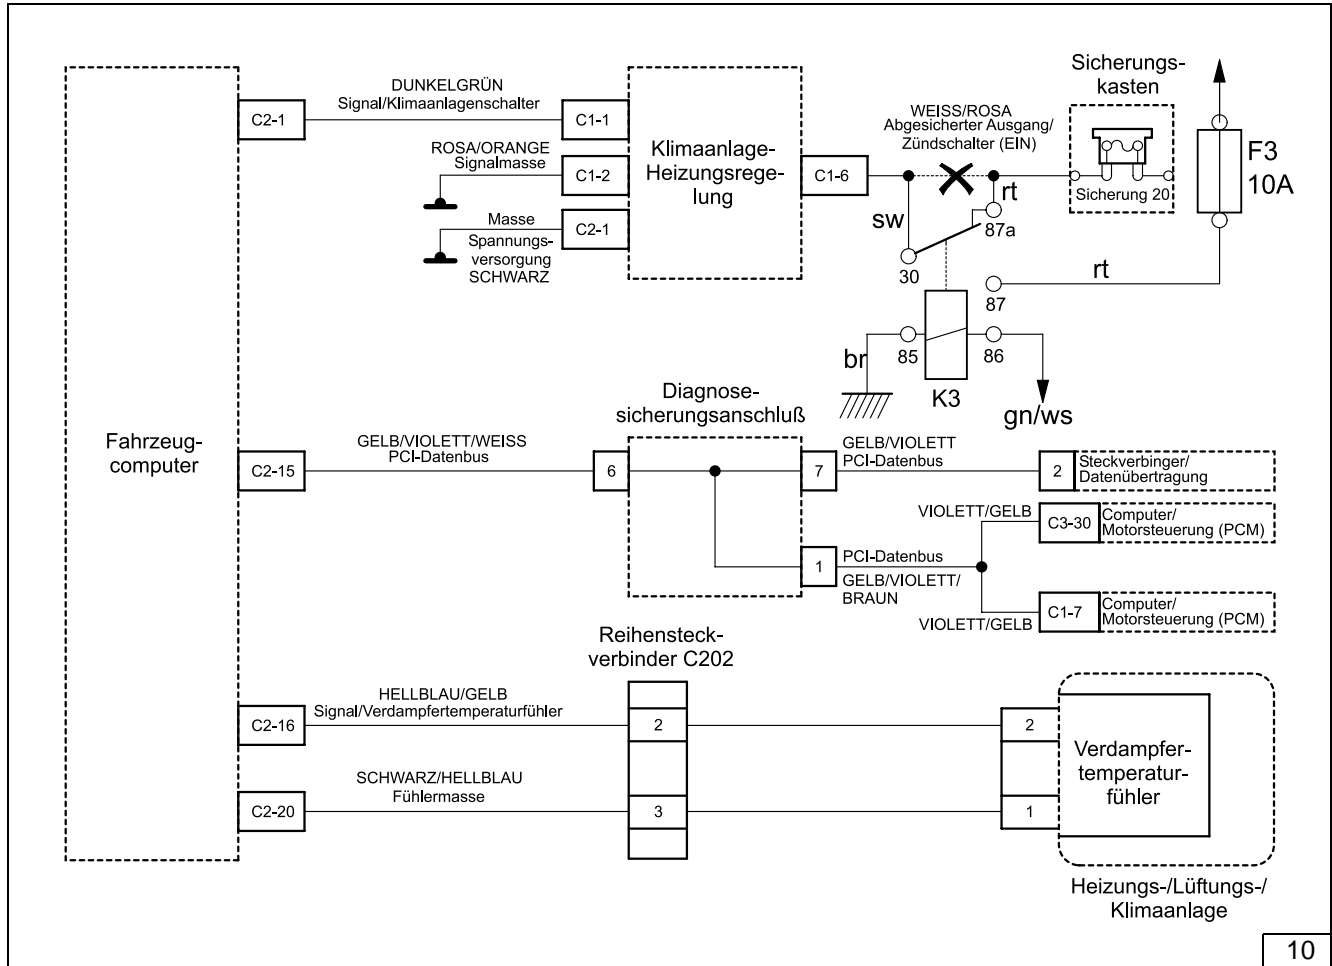 Sicherungs-
kasten
DUNKELGRÜN
Signal/Klimaanlagenschalter
C2-1
C1-1
WEISS/ROSA
Abgesicherter Ausgang/
Zündschalter (EIN)
F3
10A
ROSA/ORANGE
Signalmasse
C1-2
Klimaanlage-
Heizungsrege-
lung
C1-6
Sicherung 20
rt
sw
87a
Masse
Spannungs-
versorgung
SCHWARZ
C2-1
30
87
rt
br
85
86
K3
gn/ws
Diagnose-
sicherungsanschluß
Fahrzeug-
computer
C2-15
GELB/VIOLETT/WEISS
PCI-Datenbus
6
7
GELB/VIOLETT
PCI-Datenbus
2
Steckverbinger/
Datenübertragung
VIOLETT/GELB
C3-30
Computer/
Motorsteuerung (PCM)
1
PCI-Datenbus
GELB/VIOLETT/
BRAUN
VIOLETT/GELB
C1-7
Computer/
Motorsteuerung (PCM)
Reihensteck-
verbinder C202
C2-16
HELLBLAU/GELB
Signal/Verdampfertemperaturfühler
2
2
Verdampfer-
temperatur-
fühler
C2-20
SCHWARZ/HELLBLAU
Fühlermasse
3
1
Heizungs-/Lüftungs-/
Klimaanlage
10